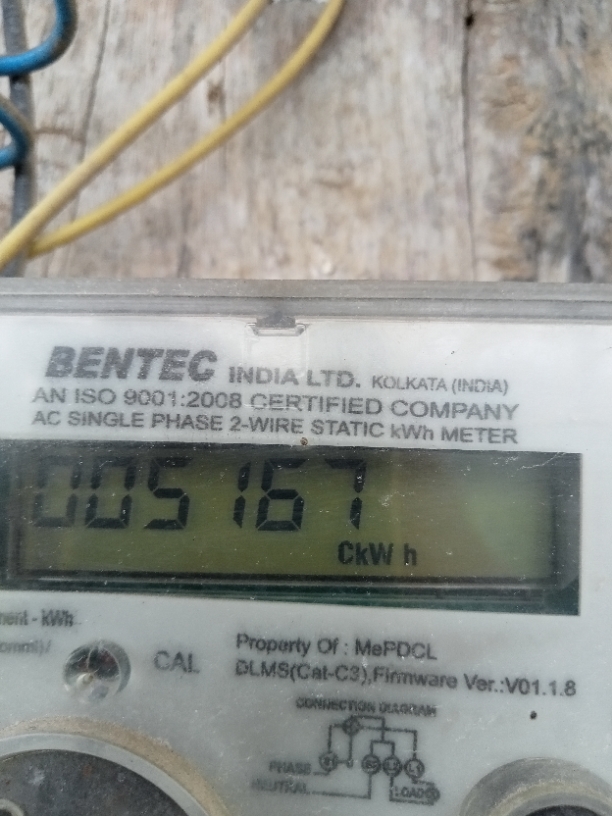 BENTEC INDIA LTD. KOLKATA (INDIA)
AN ISO 9001:2008 CERTIFIED COMPANY
AC SINGLE PHASE 2-WIRE STATIC kWh METER
005167
CkW h
ment - kWh
CAL
Property Of : MePDCL
DLMS(Cat-C3),Firmware Ver.:V01.1.8
CONNECTION DIAGRAM
PHASE
NEUTRAL
LOAD